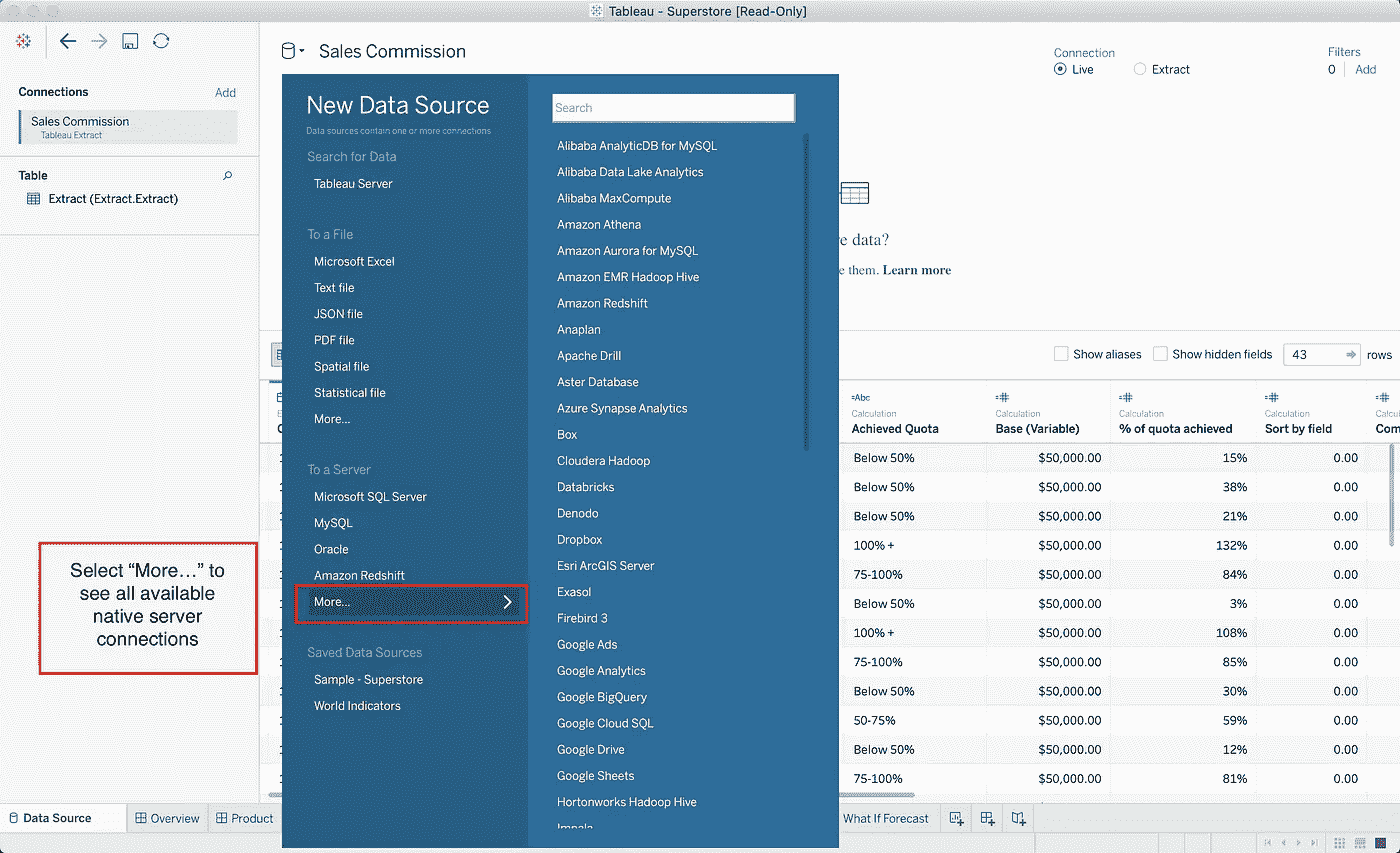 Tableau - Superstore [Read-Only]
Connections
Add
Sales Commission
Tableau Extract
Table
Extract (Extract.Extract)
Select “More…” to
see all available
native server
connections
Sales Commission
Connection
Live
Extract
Filters
0
Add
New Data Source
Data sources contain one or more connections
Search for Data
Tableau Server
To a File
Microsoft Excel
Text file
JSON file
PDF file
Spatial file
Statistical file
More...
To a Server
Microsoft SQL Server
MySQL
Oracle
Amazon Redshift
More...
Saved Data Sources
Sample - Superstore
World Indicators
Search
Alibaba AnalyticDB for MySQL
Alibaba Data Lake Analytics
Alibaba MaxCompute
Amazon Athena
Amazon Aurora for MySQL
Amazon EMR Hadoop Hive
Amazon Redshift
Anaplan
Apache Drill
Aster Database
Azure Synapse Analytics
Box
Cloudera Hadoop
Databricks
Denodo
Dropbox
Esri ArcGIS Server
Exasol
Firebird 3
Google Ads
Google Analytics
Google BigQuery
Google Cloud SQL
Google Drive
Google Sheets
Hortonworks Hadoop Hive
Impala
data?
them. Learn more
Show aliases
Show hidden fields
43
rows
Abc
Calculation Calculation Calculation Calculation
Achieved Quota Base (Variable) % of quota achieved Sort by field
Below 50% $50,000.00 15% 0.00
Below 50% $50,000.00 38% 0.00
Below 50% $50,000.00 21% 0.00
100% + $50,000.00 132% 0.00
75-100% $50,000.00 84% 0.00
Below 50% $50,000.00 3% 0.00
100% + $50,000.00 108% 0.00
75-100% $50,000.00 85% 0.00
Below 50% $50,000.00 30% 0.00
50-75% $50,000.00 59% 0.00
Below 50% $50,000.00 12% 0.00
75-100% $50,000.00 81% 0.00
Data Source
Overview
Product
What If Forecast